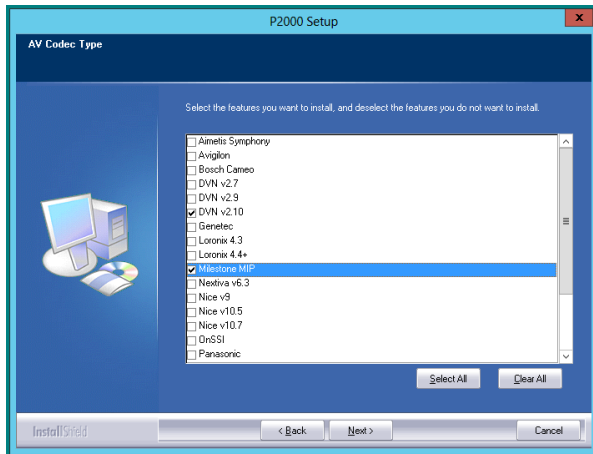 P2000 Setup
x
AV Codec Type
Select the features you want to install, and deselect the features you do not want to install.
Aimetis Symphony
Avigilon
Bosch Cameo
DVN v2.7
DVN v2.9
DVN v2.10
Genetec
Loronix 4.3
Loronix 4.4+
Milestone MIP
Nextiva v6.3
Nice v9
Nice v10.5
Nice v10.7
OnSSI
Panasonic
Select All
Clear All
InstallShield
< Back
Next >
Cancel